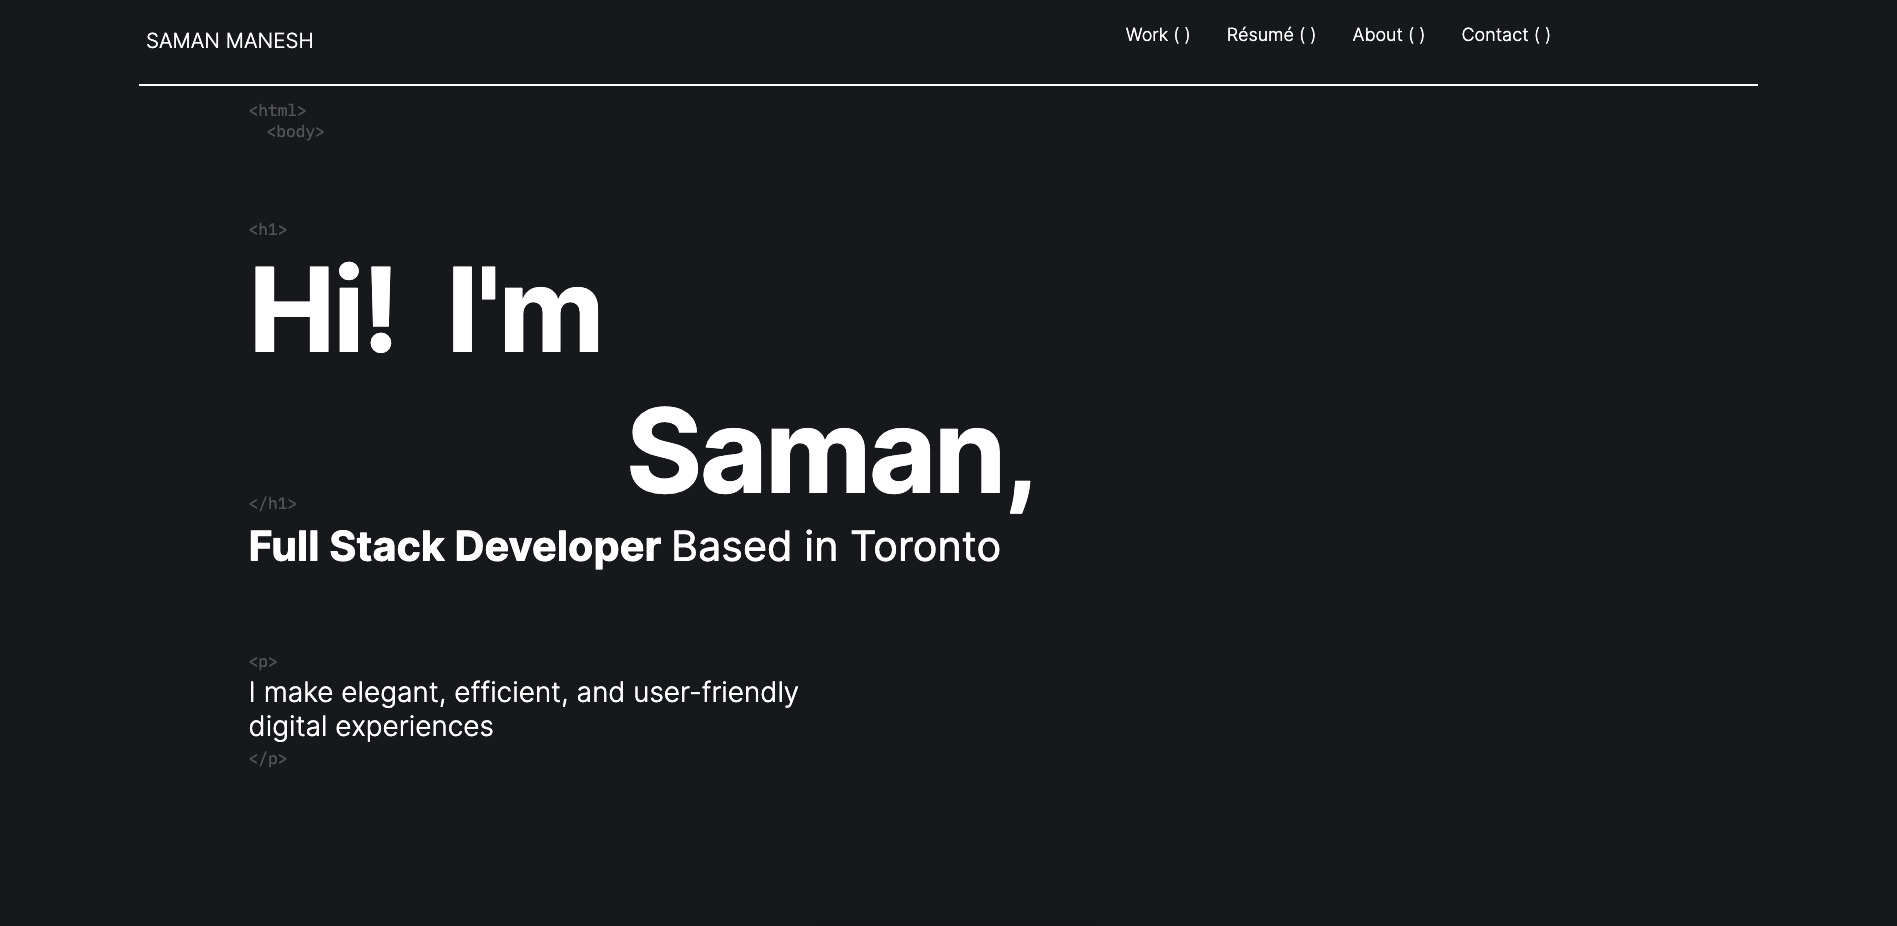 SAMAN MANESH
Work ( ) Résumé ( ) About ( ) Contact ( )
<html>
<body>
<h1>
Hi! I'm
Saman,
</h1>
Full Stack Developer Based in Toronto
<p>
I make elegant, efficient, and user-friendly
digital experiences
</p>